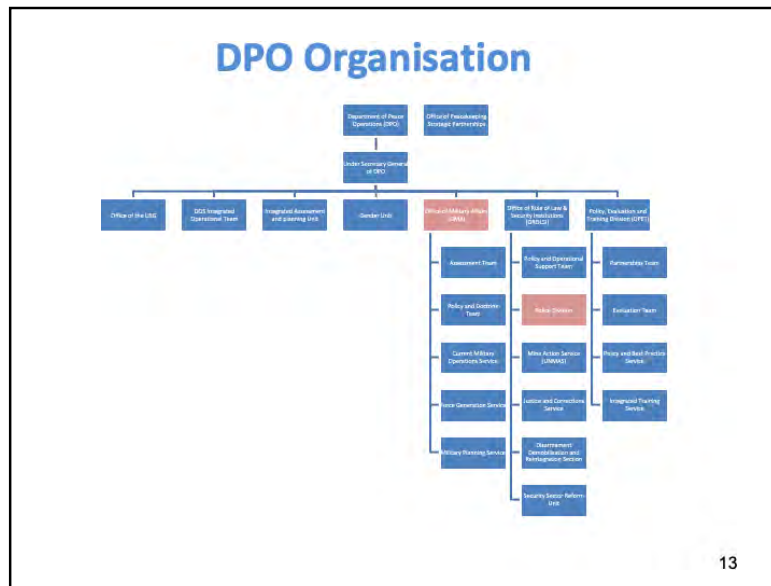 DPO Organisation
Department of Peace
Operations (DPO)
Office of Peacekeeping
Strategic Partnerships
Under Secretary General
of DPO
Office of the USG
DOS Integrated
Operational Team
Integrated Assessment
and planning Unit
Gender Unit
Office of Military Affairs
(OMA)
Office of Rule of Law &
Security Institutions
(OROLSI)
Policy, Evaluation and
Training Division (DPET)
Assessment Team
Policy and Doctrine
Team
Current Military
Operations Service
Force Generation Service
Military Planning Service
Policy and Operational
Support Team
Police Division
Mine Action Service
(UNMAS)
Justice and Corrections
Service
Disarmament
Demobilisation and
Reintegration Section
Security Sector Reform
Unit
Partnership Team
Evaluation Team
Policy and Best Practice
Service
Integrated Training
Service
13